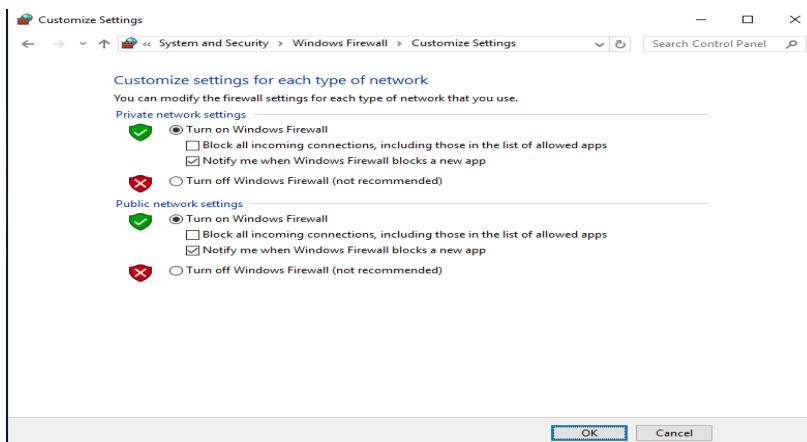 Customize Settings
« System and Security > Windows Firewall > Customize Settings Search Control Panel
Customize settings for each type of network
You can modify the firewall settings for each type of network that you use.
Private network settings
Turn on Windows Firewall
Block all incoming connections, including those in the list of allowed apps
Notify me when Windows Firewall blocks a new app
Turn off Windows Firewall (not recommended)
Public network settings
Turn on Windows Firewall
Block all incoming connections, including those in the list of allowed apps
Notify me when Windows Firewall blocks a new app
Turn off Windows Firewall (not recommended)
OK Cancel